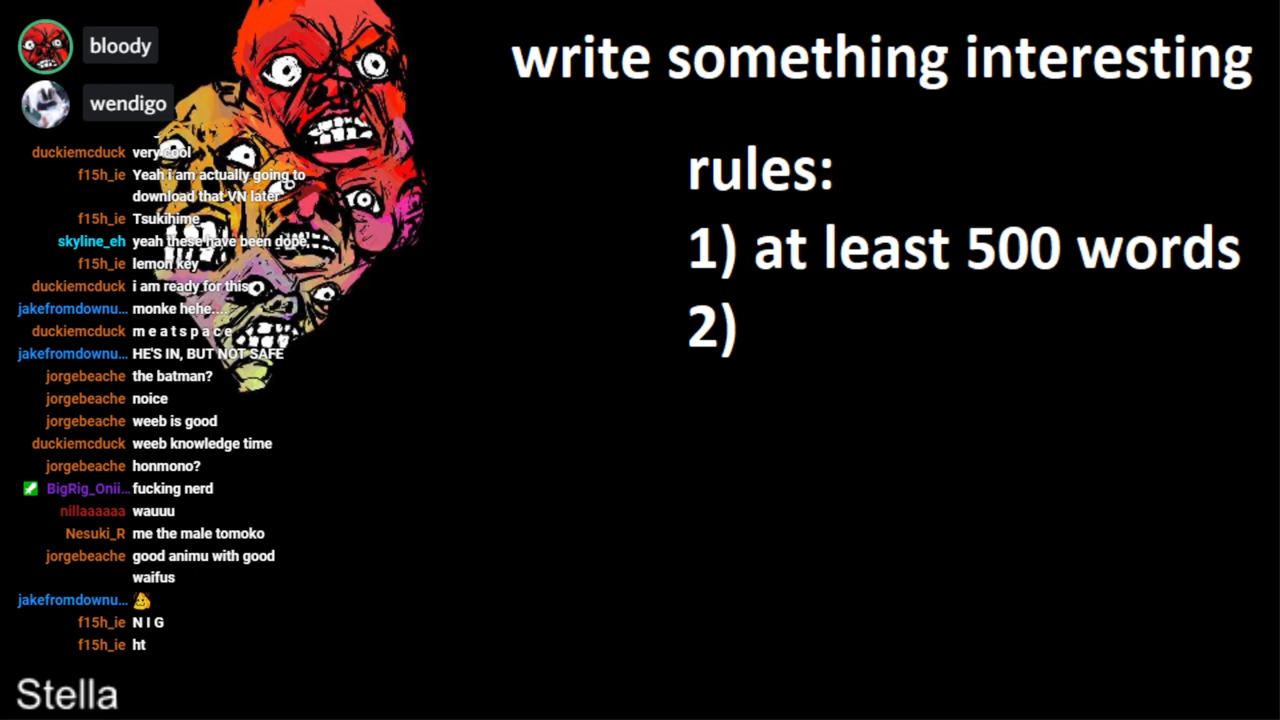 bloody
wendigo
write something interesting
rules:
1) at least 500 words
2)
duckiemcduck very cool
f15h_ie Yeah i am actually going to
download that VN later
f15h_ie Tsukihime
skyline_eh yeah these have been dope,
f15h_ie lemon key
duckiemcduck i am ready for this
jakefromdownu... monke hehe....
duckiemcduck m e a t s p a c e
jakefromdownu... HE'S IN, BUT NOT SAFE
jorgebeache the batman?
jorgebeache noice
jorgebeache weeb is good
duckiemcduck weeb knowledge time
jorgebeache honmono?
BigRig_Onii... fucking nerd
nillaaaaaa wauuu
Nesuki_R me the male tomoko
jorgebeache good animu with good
waifus
jakefromdownu...
f15h_ie N I G
f15h_ie ht
Stella